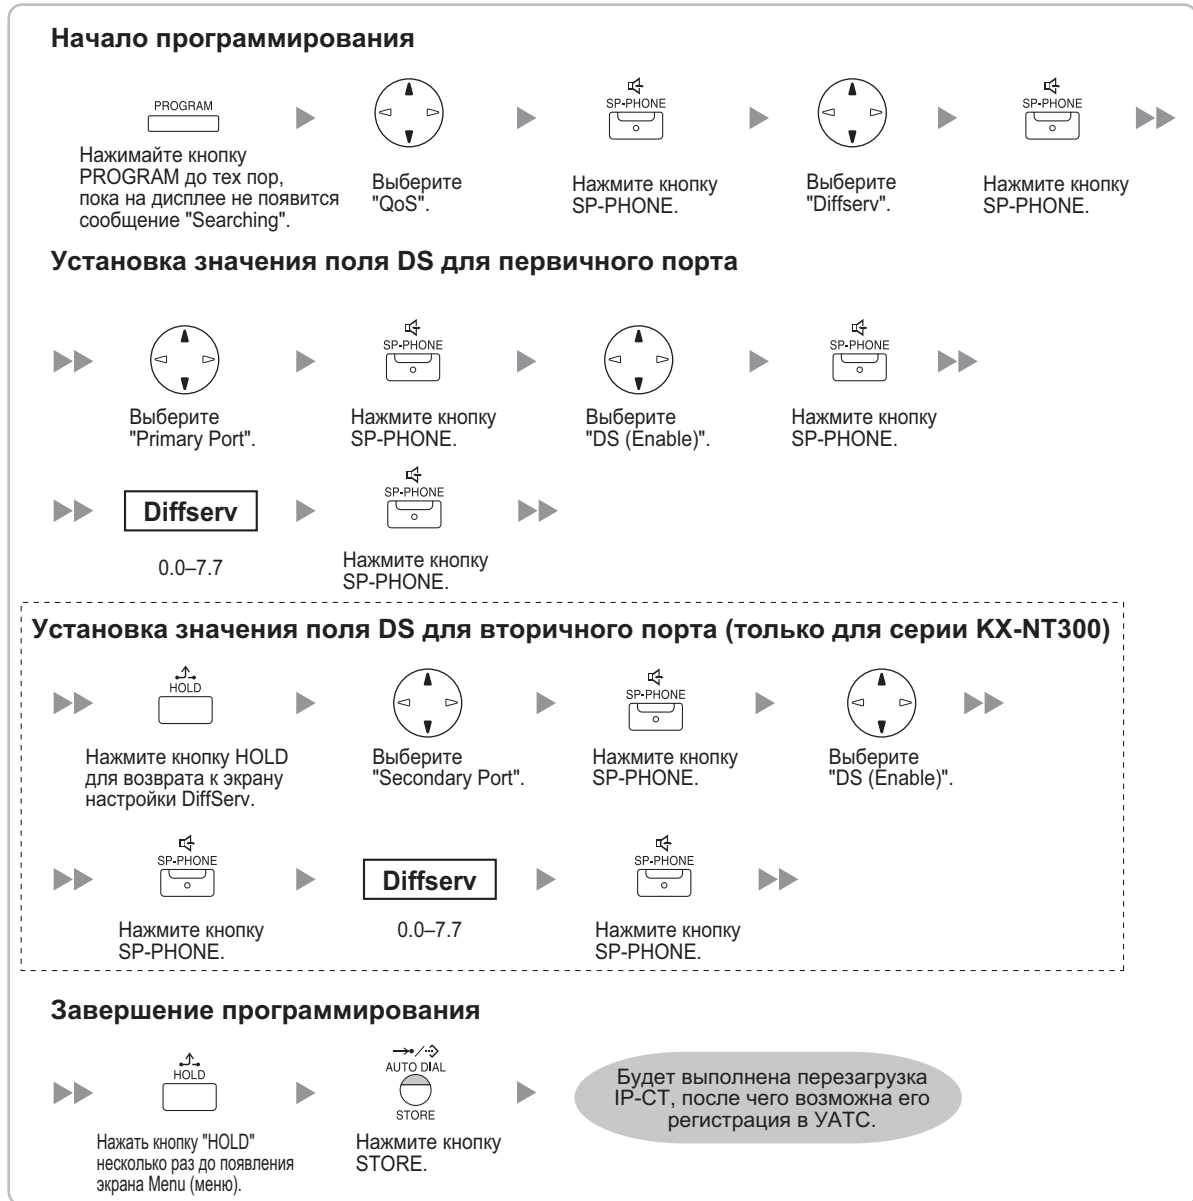 Начало программирования
PROGRAM
Нажимайте кнопку
PROGRAM до тех пор,
пока на дисплее не появится
сообщение "Searching".
Выберите
"QoS".
SP-PHONE
Нажмите кнопку
SP-PHONE.
Выберите
"Diffserv".
SP-PHONE
Нажмите кнопку
SP-PHONE.
Установка значения поля DS для первичного порта
Выберите
"Primary Port".
SP-PHONE
Нажмите кнопку
SP-PHONE.
Выберите
"DS (Enable)".
SP-PHONE
Нажмите кнопку
SP-PHONE.
Diffserv
0.0–7.7
SP-PHONE
Нажмите кнопку
SP-PHONE.
Установка значения поля DS для вторичного порта (только для серии KX-NT300)
HOLD
Нажмите кнопку HOLD
для возврата к экрану
настройки DiffServ.
Выберите
"Secondary Port".
SP-PHONE
Нажмите кнопку
SP-PHONE.
Выберите
"DS (Enable)".
SP-PHONE
Нажмите кнопку
SP-PHONE.
Diffserv
0.0–7.7
SP-PHONE
Нажмите кнопку
SP-PHONE.
Завершение программирования
HOLD
Нажать кнопку "HOLD"
несколько раз до появления
экрана Menu (меню).
AUTO DIAL
STORE
Нажмите кнопку
STORE.
Будет выполнена перезагрузка
IP-СТ, после чего возможна его
регистрация в УАТС.